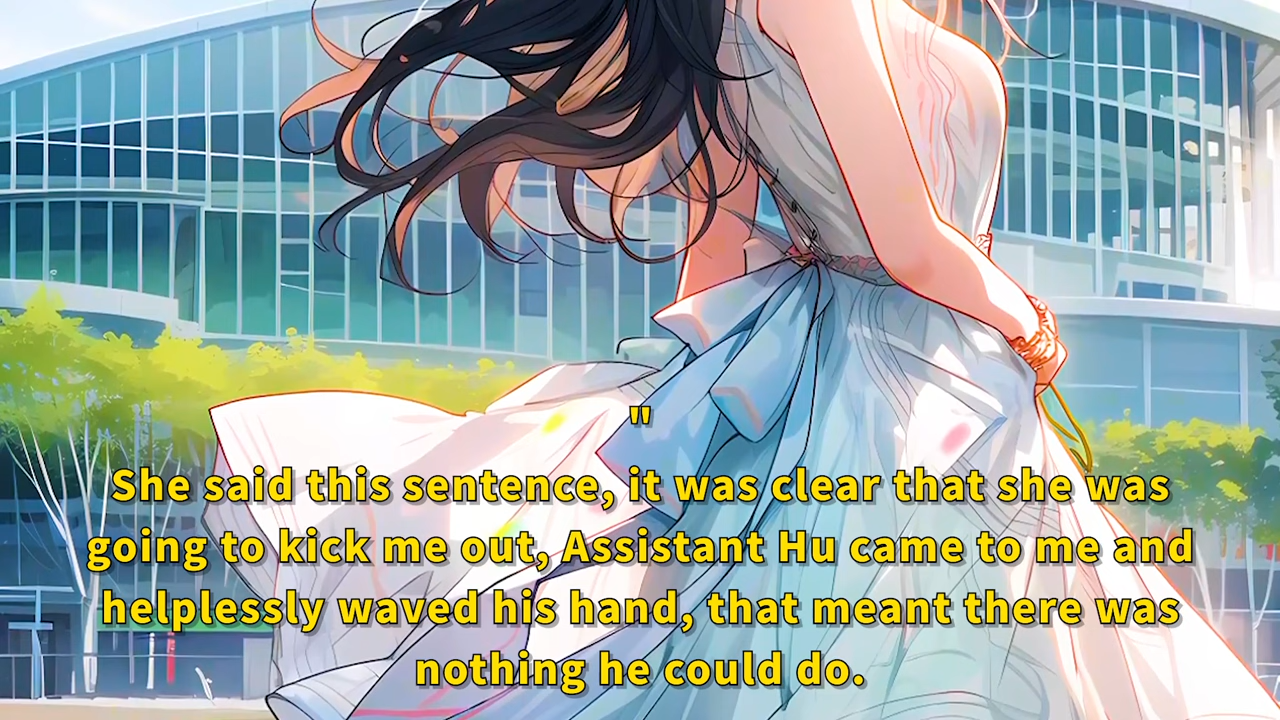 "
She said this sentence, it was clear that she was
going to kick me out, Assistant Hu came to me and
helplessly waved his hand, that meant there was
nothing he could do.